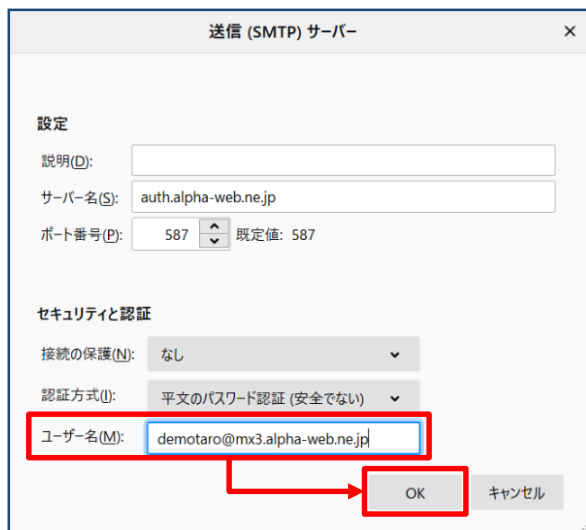 送信 (SMTP) サーバー
設定
説明(D):
サーバー名(S): auth.alpha-web.ne.jp
ポート番号(P): 587 既定値: 587
セキュリティと認証
接続の保護(N): なし
認証方式(I): 平文のパスワード認証 (安全でない)
ユーザー名(M): demotaro@mx3.alpha-web.ne.jp
OK キャンセル